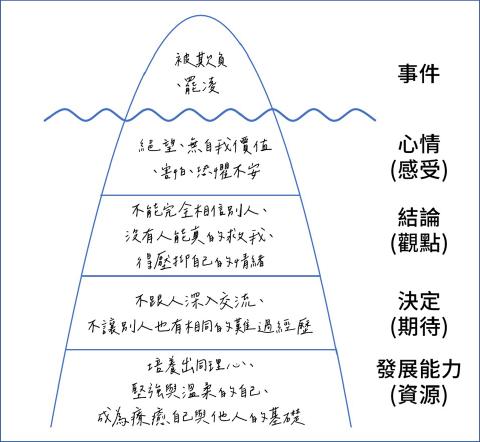 被欺負
、罷凌
事件
絕望、無自我價值
、害怕、恐懼不安
心情
(感受)
不能完全相信別人、
沒有人能真的救我、
得壓抑自己的情緒
結論
(觀點)
不跟人深入交流、
不讓別人也有相同的難過經歷
決定
(期待)
培養出同理心、
堅強與溫柔的自己、
成為療癒自己與他人的基礎
發展能力
(資源)